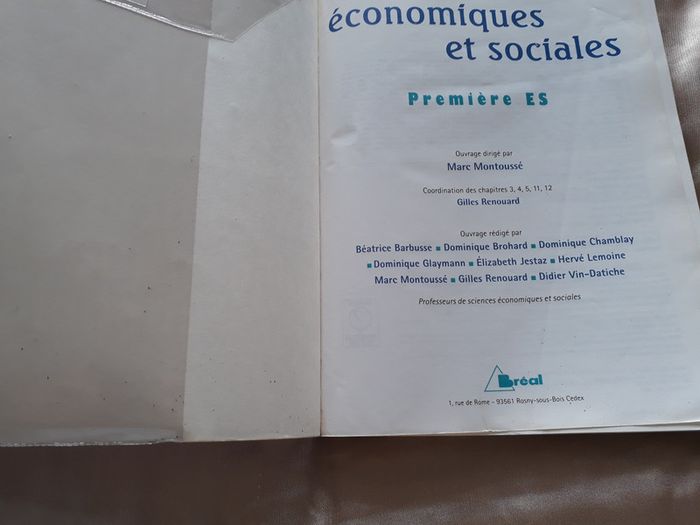 économiques
et sociales
Première ES
Ouvrage dirigé par
Marc Montoussé
Coordination des chapitres 3, 4, 5, 11, 12
Gilles Renouard
Ouvrage rédigé par
Béatrice Barbusse ■ Dominique Brohard ■ Dominique Chamblay
■ Dominique Glaymann ■ Élizabeth Jestaz ■ Hervé Lemoine
Marc Montoussé ■ Gilles Renouard ■ Didier Vin-Datiche
Professeurs de sciences économiques et sociales
Bréal
1, rue de Rome - 93561 Rosny-sous-Bois Cedex